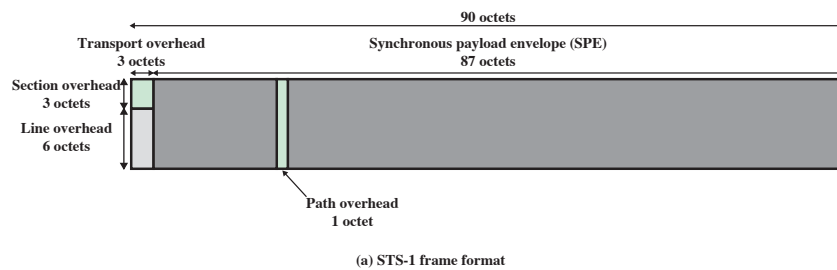 90 octets
Transport overhead
3 octets
Synchronous payload envelope (SPE)
87 octets
Section overhead
3 octets
Line overhead
6 octets
Path overhead
1 octet
(a) STS-1 frame format